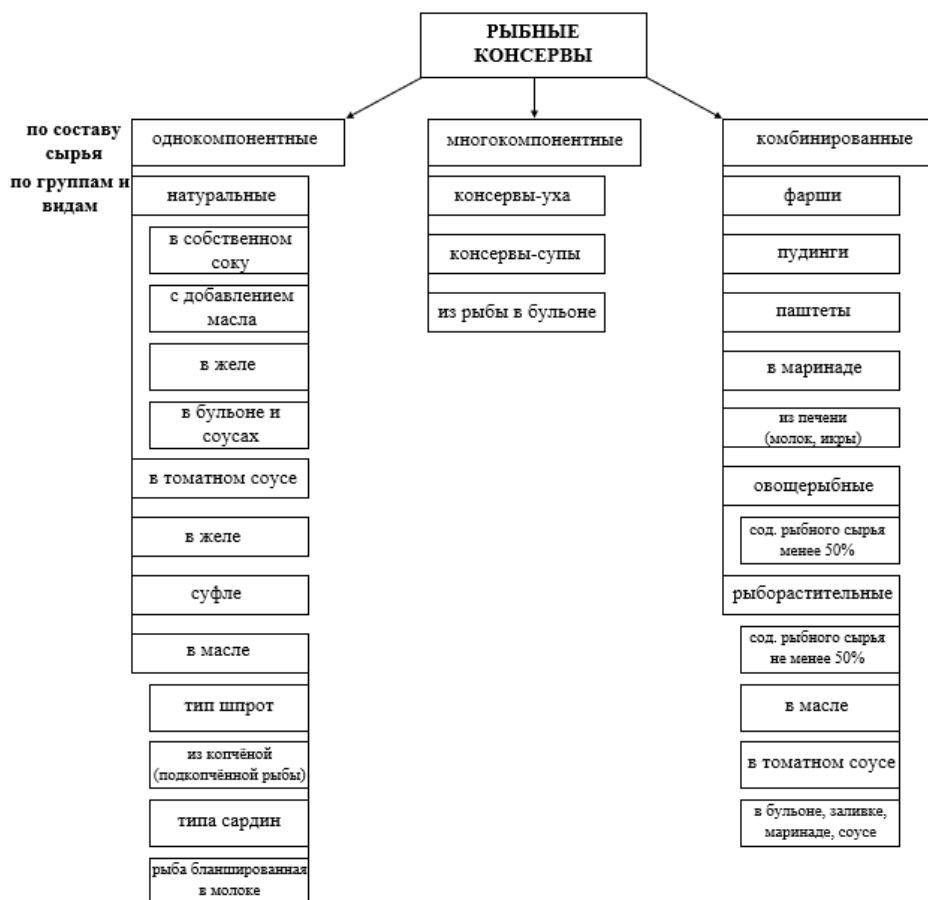 РЫБНЫЕ
КОНСЕРВЫ
по составу
сырья
однокомпонентные
многокомпонентные
комбинированные
по группам и
видам
натуральные
в собственном
соку
с добавлением
масла
в желе
в бульоне и
соусах
в томатном соусе
в желе
суфле
в масле
тип шпрот
из копчёной
(подкопчённой рыбы)
типа сардин
рыба бланшированная
в молоке
консервы-уха
консервы-супы
из рыбы в бульоне
фарши
пудинги
паштеты
в маринаде
из печени
(молок, икры)
овощерыбные
сод. рыбного сырья
менее 50%
рыборастительные
сод. рыбного сырья
не менее 50%
в масле
в томатном соусе
в бульоне, заливке,
маринаде, соусе